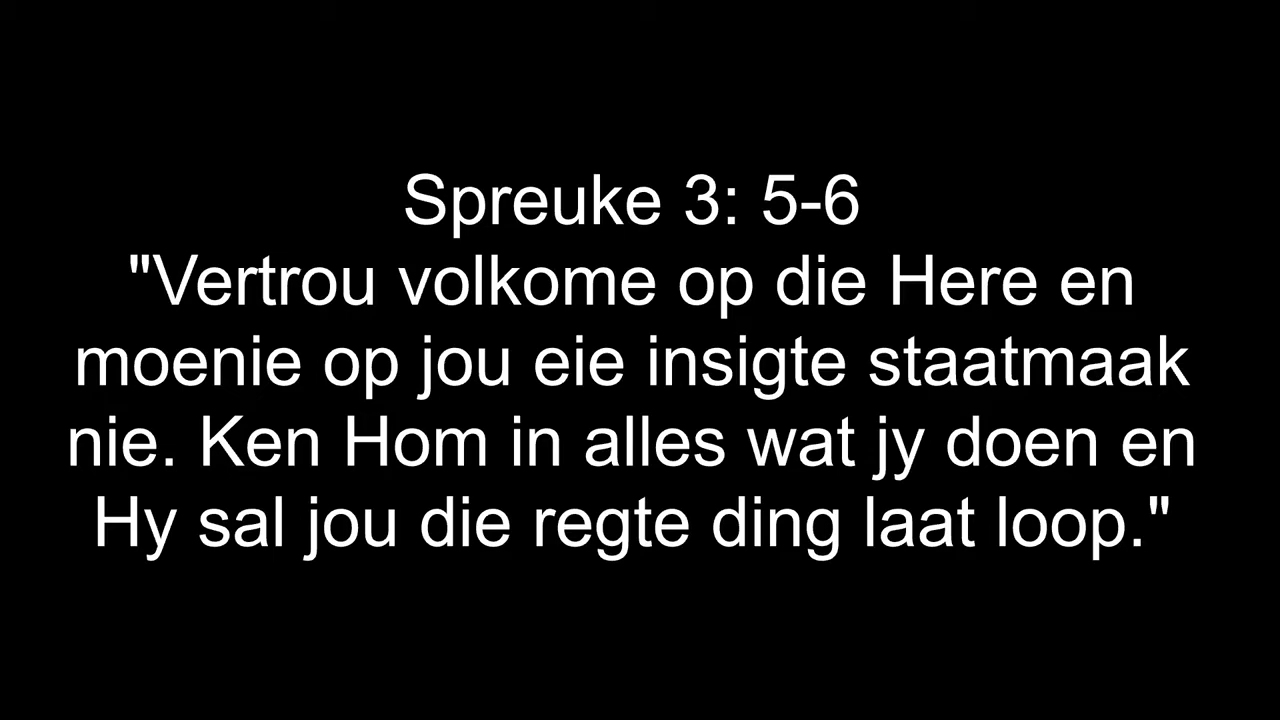 Spreuke 3: 5-6
"Vertrou volkome op die Here en
moenie op jou eie insigte staatmaak
nie. Ken Hom in alles wat jy doen en
Hy sal jou die regte ding laat loop."